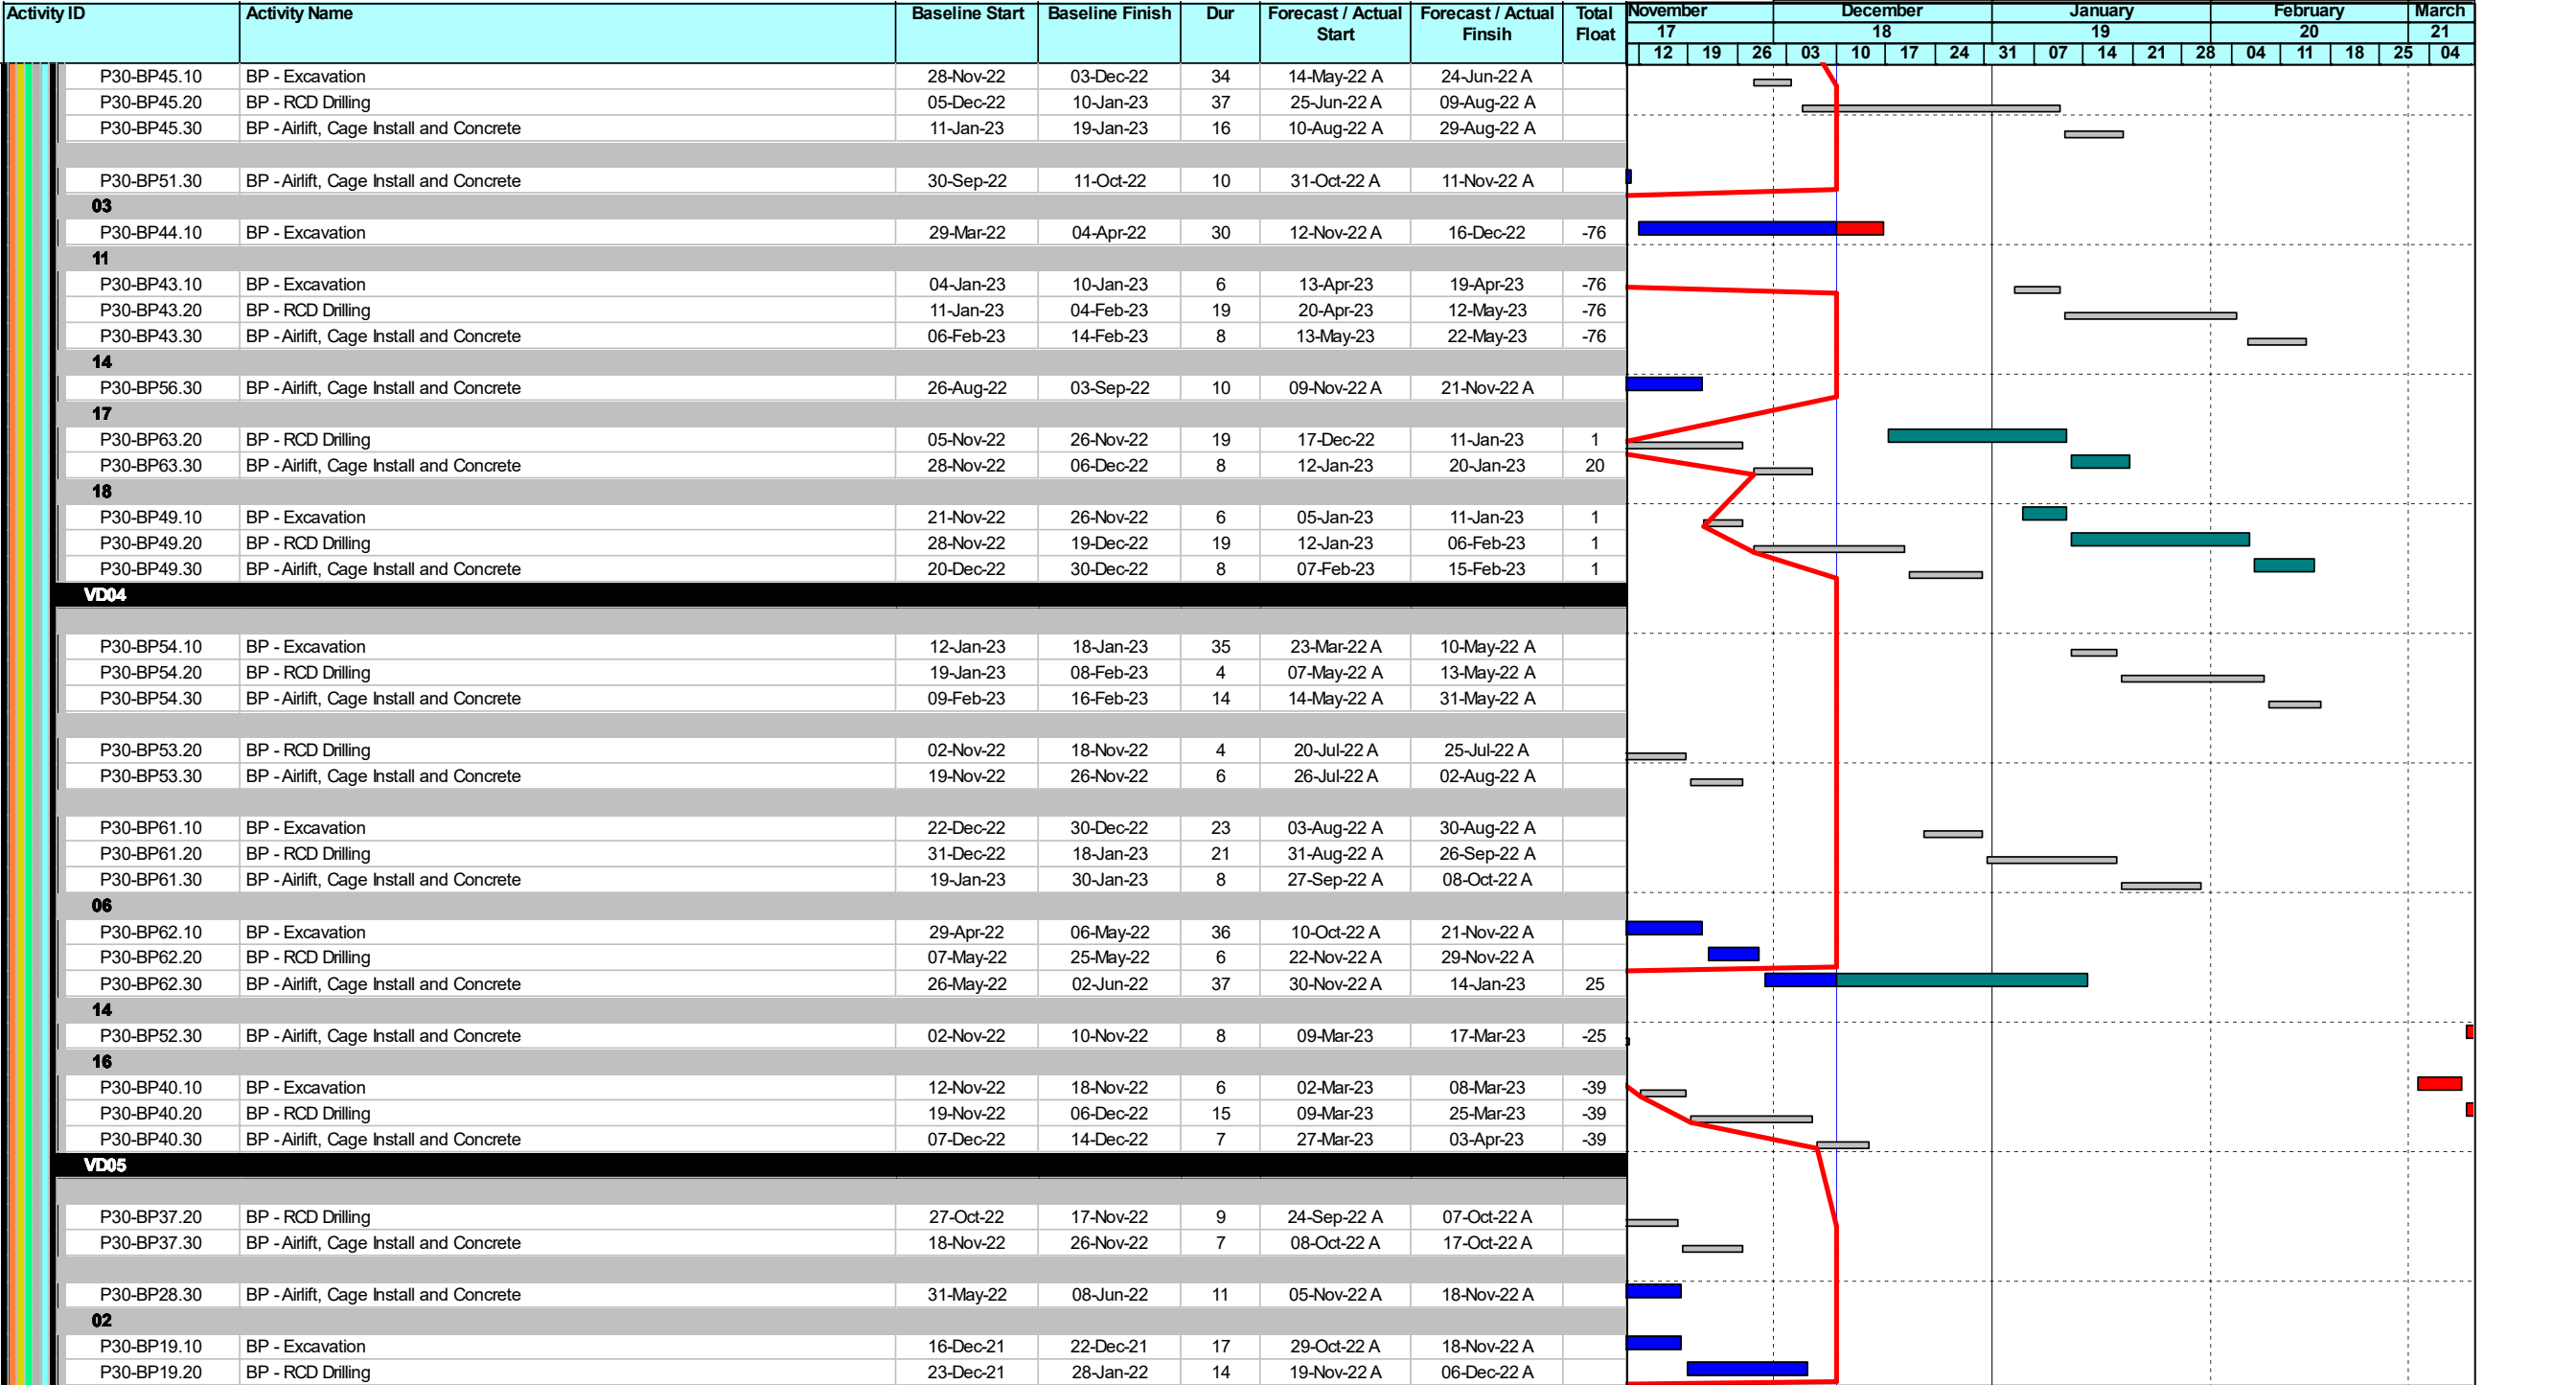 Activity ID Activity Name Baseline Start Baseline Finish Dur Forecast / Actual Start Forecast / Actual Finsih Total Float
November December January February March
17 18 19 20 21
12 19 26 03 10 17 24 31 07 14 21 28 04 11 18 25 04
P30-BP45.10 BP - Excavation 28-Nov-22 03-Dec-22 34 14-May-22 A 24-Jun-22 A
P30-BP45.20 BP - RCD Drilling 05-Dec-22 10-Jan-23 37 25-Jun-22 A 09-Aug-22 A
P30-BP45.30 BP - Airlift, Cage Install and Concrete 11-Jan-23 19-Jan-23 16 10-Aug-22 A 29-Aug-22 A
P30-BP51.30 BP - Airlift, Cage Install and Concrete 30-Sep-22 11-Oct-22 10 31-Oct-22 A 11-Nov-22 A
03
P30-BP44.10 BP - Excavation 29-Mar-22 04-Apr-22 30 12-Nov-22 A 16-Dec-22 -76
11
P30-BP43.10 BP - Excavation 04-Jan-23 10-Jan-23 6 13-Apr-23 19-Apr-23 -76
P30-BP43.20 BP - RCD Drilling 11-Jan-23 04-Feb-23 19 20-Apr-23 12-May-23 -76
P30-BP43.30 BP - Airlift, Cage Install and Concrete 06-Feb-23 14-Feb-23 8 13-May-23 22-May-23 -76
14
P30-BP56.30 BP - Airlift, Cage Install and Concrete 26-Aug-22 03-Sep-22 10 09-Nov-22 A 21-Nov-22 A
17
P30-BP63.20 BP - RCD Drilling 05-Nov-22 26-Nov-22 19 17-Dec-22 11-Jan-23 1
P30-BP63.30 BP - Airlift, Cage Install and Concrete 28-Nov-22 06-Dec-22 8 12-Jan-23 20-Jan-23 20
18
P30-BP49.10 BP - Excavation 21-Nov-22 26-Nov-22 6 05-Jan-23 11-Jan-23 1
P30-BP49.20 BP - RCD Drilling 28-Nov-22 19-Dec-22 19 12-Jan-23 06-Feb-23 1
P30-BP49.30 BP - Airlift, Cage Install and Concrete 20-Dec-22 30-Dec-22 8 07-Feb-23 15-Feb-23 1
VD04
P30-BP54.10 BP - Excavation 12-Jan-23 18-Jan-23 35 23-Mar-22 A 10-May-22 A
P30-BP54.20 BP - RCD Drilling 19-Jan-23 08-Feb-23 4 07-May-22 A 13-May-22 A
P30-BP54.30 BP - Airlift, Cage Install and Concrete 09-Feb-23 16-Feb-23 14 14-May-22 A 31-May-22 A
P30-BP53.20 BP - RCD Drilling 02-Nov-22 18-Nov-22 4 20-Jul-22 A 25-Jul-22 A
P30-BP53.30 BP - Airlift, Cage Install and Concrete 19-Nov-22 26-Nov-22 6 26-Jul-22 A 02-Aug-22 A
P30-BP61.10 BP - Excavation 22-Dec-22 30-Dec-22 23 03-Aug-22 A 30-Aug-22 A
P30-BP61.20 BP - RCD Drilling 31-Dec-22 18-Jan-23 21 31-Aug-22 A 26-Sep-22 A
P30-BP61.30 BP - Airlift, Cage Install and Concrete 19-Jan-23 30-Jan-23 8 27-Sep-22 A 08-Oct-22 A
06
P30-BP62.10 BP - Excavation 29-Apr-22 06-May-22 36 10-Oct-22 A 21-Nov-22 A
P30-BP62.20 BP - RCD Drilling 07-May-22 25-May-22 6 22-Nov-22 A 29-Nov-22 A
P30-BP62.30 BP - Airlift, Cage Install and Concrete 26-May-22 02-Jun-22 37 30-Nov-22 A 14-Jan-23 25
14
P30-BP52.30 BP - Airlift, Cage Install and Concrete 02-Nov-22 10-Nov-22 8 09-Mar-23 17-Mar-23 -25
16
P30-BP40.10 BP - Excavation 12-Nov-22 18-Nov-22 6 02-Mar-23 08-Mar-23 -39
P30-BP40.20 BP - RCD Drilling 19-Nov-22 06-Dec-22 15 09-Mar-23 25-Mar-23 -39
P30-BP40.30 BP - Airlift, Cage Install and Concrete 07-Dec-22 14-Dec-22 7 27-Mar-23 03-Apr-23 -39
VD05
P30-BP37.20 BP - RCD Drilling 27-Oct-22 17-Nov-22 9 24-Sep-22 A 07-Oct-22 A
P30-BP37.30 BP - Airlift, Cage Install and Concrete 18-Nov-22 26-Nov-22 7 08-Oct-22 A 17-Oct-22 A
P30-BP28.30 BP - Airlift, Cage Install and Concrete 31-May-22 08-Jun-22 11 05-Nov-22 A 18-Nov-22 A
02
P30-BP19.10 BP - Excavation 16-Dec-21 22-Dec-21 17 29-Oct-22 A 18-Nov-22 A
P30-BP19.20 BP - RCD Drilling 23-Dec-21 28-Jan-22 14 19-Nov-22 A 06-Dec-22 A